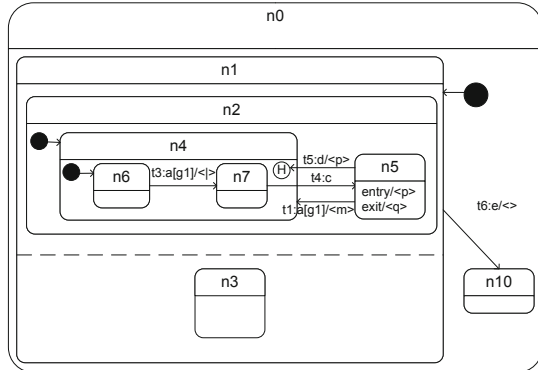 n0
n1
n2
n4
n6
t3:a[g1]/<|>
n7
H
t5:d/<p>
t4:c
n5
entry/<p>
exit/<q>
t1:a[g1]/<m>
t6:e/<>
n3
n10